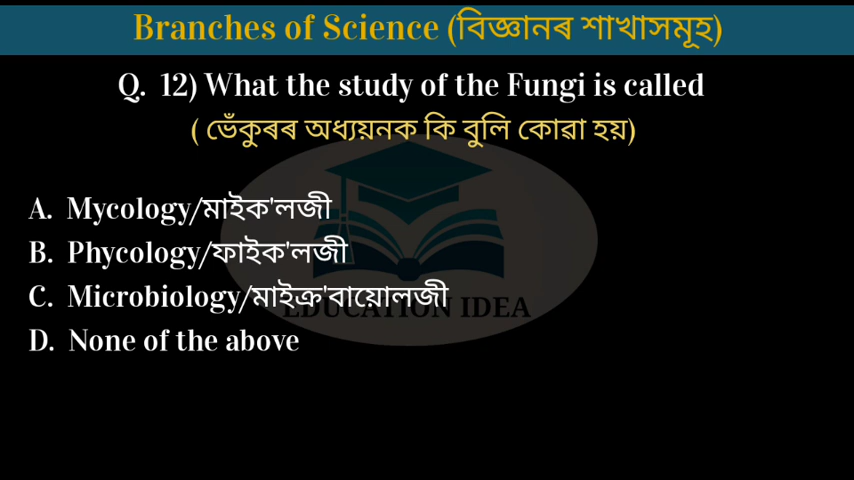 Branches of Science (বিজ্ঞানৰ শাখাসমূহ)
Q. 12) What the study of the Fungi is called
( ভেঁকুৰৰ অধ্যয়নক কি বুলি কোৱা হয়)
A. Mycology/মাইক'লজী
B. Phycology/ফাইক'লজী
C. Microbiology/মাইক্ৰ'বায়োলজী
EDUCATION IDEA
D. None of the above